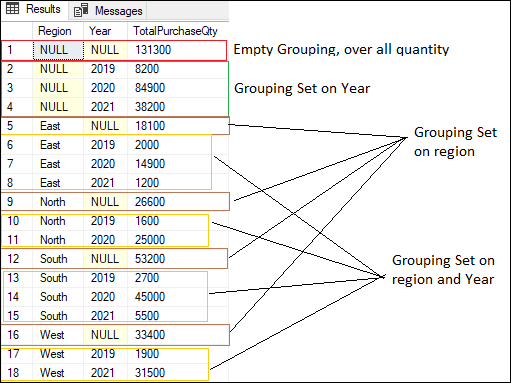 Results Messages
Region Year TotalPurchaseQty
1 NULL NULL 131300 Empty Grouping, over all quantity
2 NULL 2019 8200
3 NULL 2020 84900 Grouping Set on Year
4 NULL 2021 38200
5 East NULL 18100
6 East 2019 2000 Grouping Set
on region
7 East 2020 14900
8 East 2021 1200
9 North NULL 26600
10 North 2019 1600
11 North 2020 25000
12 South NULL 53200 Grouping Set on
region and Year
13 South 2019 2700
14 South 2020 45000
15 South 2021 5500
16 West NULL 33400
17 West 2019 1900
18 West 2021 31500